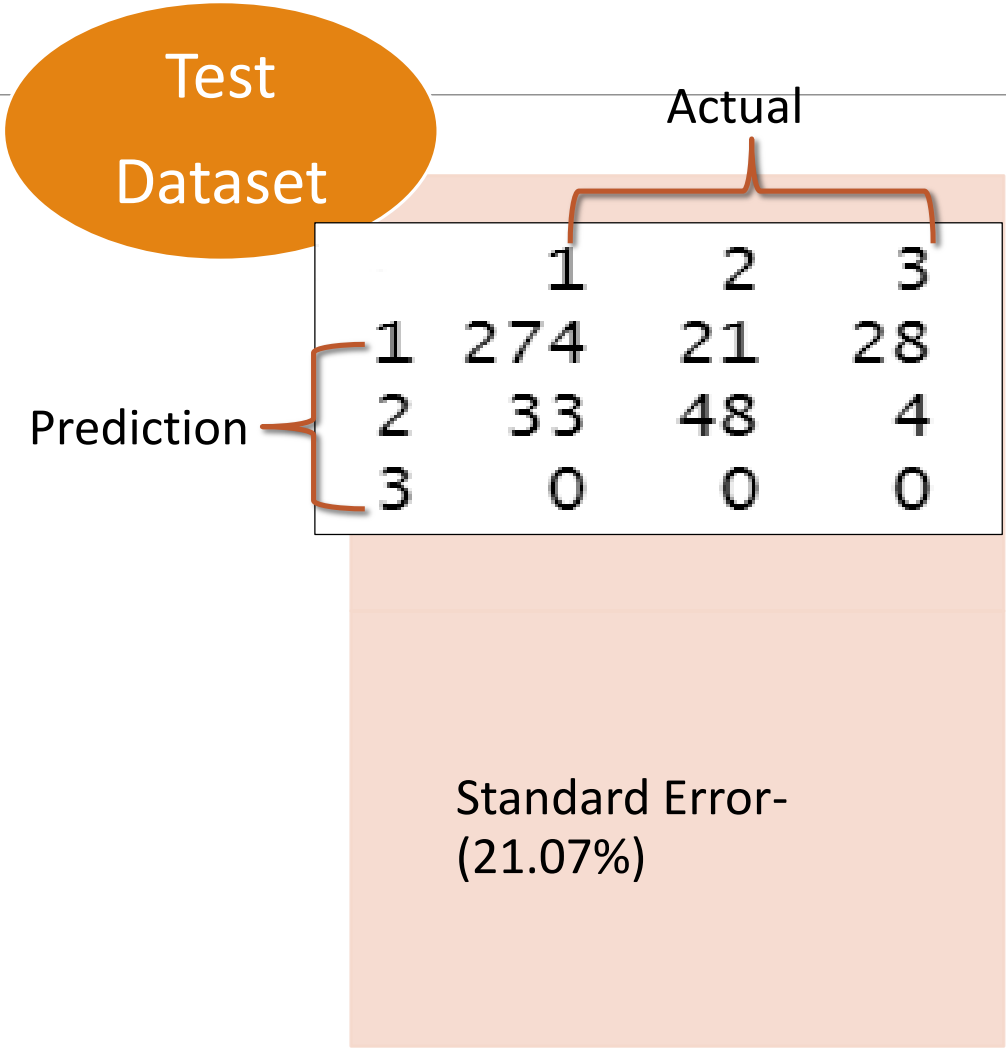 Test
Dataset
Actual
1 2 3
1 274 21 28
2 33 48 4
3 0 0 0
Prediction
Standard Error-
(21.07%)